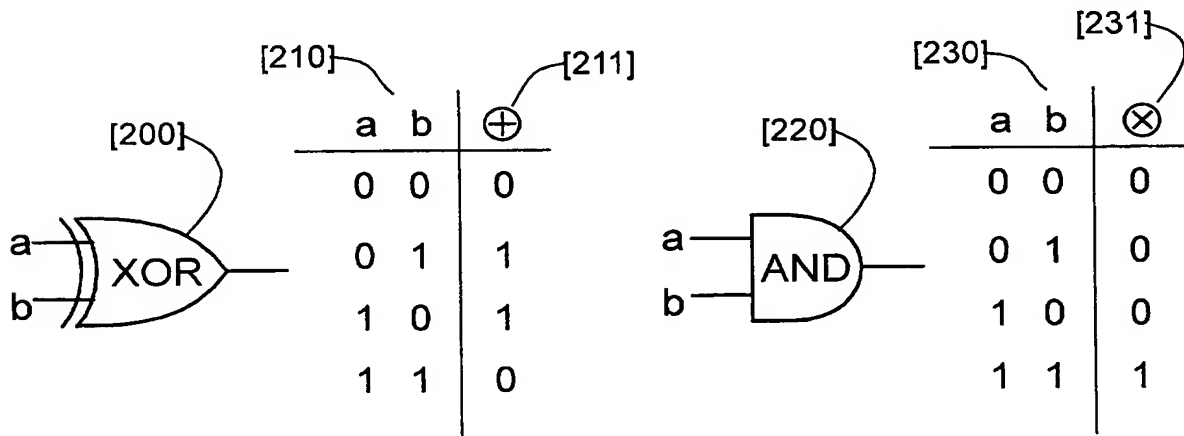 [210] [211]
a b ⊕
[200]
0 0 0
a
XOR
0 1 1
b
1 0 1
1 1 0
[231]
[230]
a b ⊗
[220]
0 0 0
a
AND
0 1 0
b
1 0 0
1 1 1